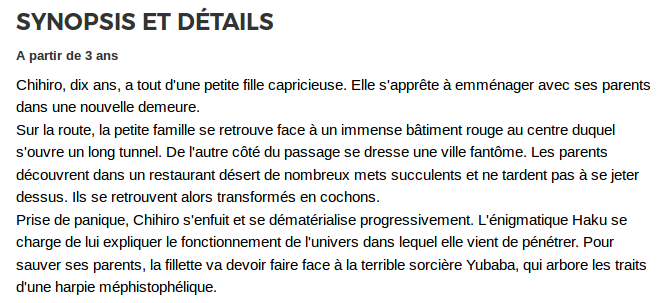 SYNOPSIS ET DÉTAILS
A partir de 3 ans
Chihiro, dix ans, a tout d'une petite fille capricieuse. Elle s'apprête à emménager avec ses parents
dans une nouvelle demeure.
Sur la route, la petite famille se retrouve face à un immense bâtiment rouge au centre duquel
s'ouvre un long tunnel. De l'autre côté du passage se dresse une ville fantôme. Les parents
découvrent dans un restaurant désert de nombreux mets succulents et ne tardent pas à se jeter
dessus. Ils se retrouvent alors transformés en cochons.
Prise de panique, Chihiro s'enfuit et se dématérialise progressivement. L'énigmatique Haku se
charge de lui expliquer le fonctionnement de l'univers dans lequel elle vient de pénétrer. Pour
sauver ses parents, la fillette va devoir faire face à la terrible sorcière Yubaba, qui arbore les traits
d'une harpie méphistophélique.